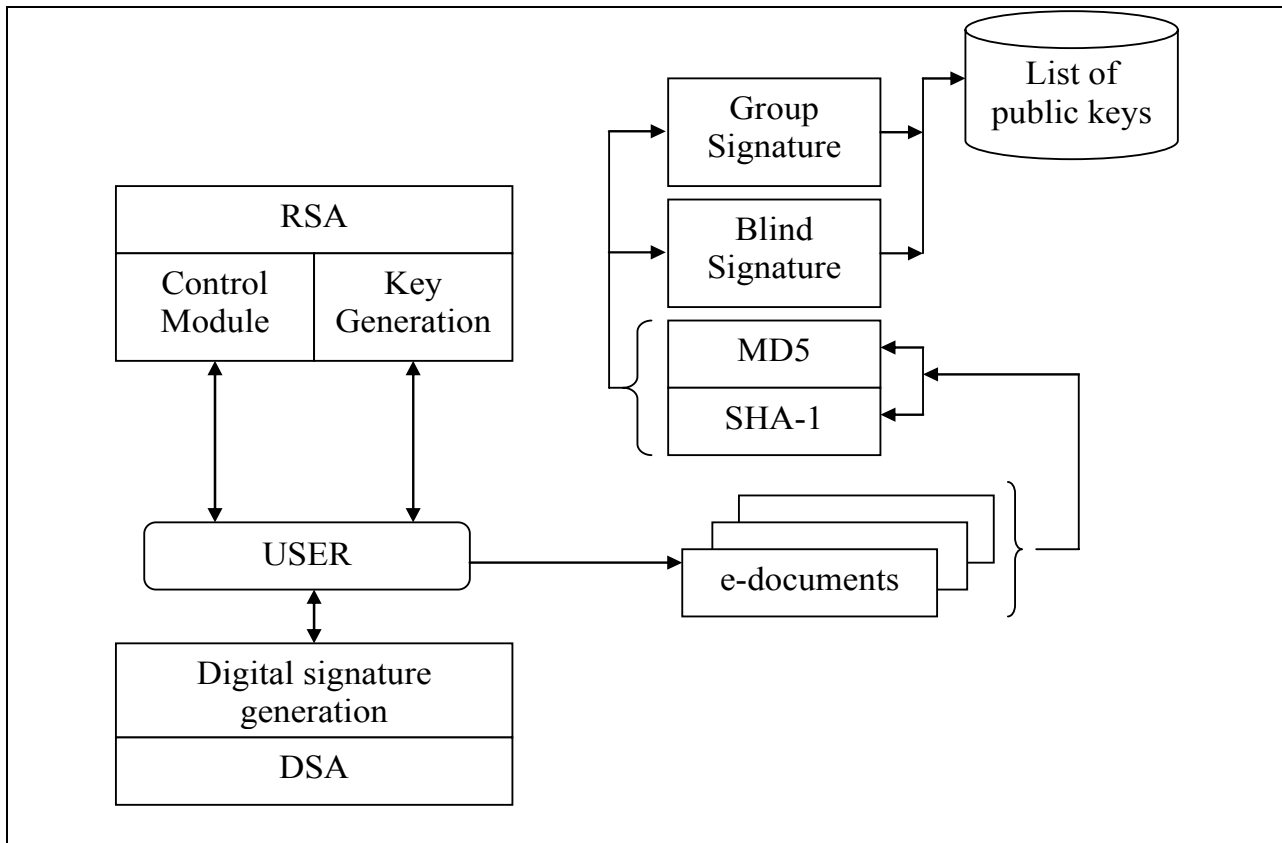 List of
public keys
Group
Signature
Blind
Signature
RSA
Control
Module
Key
Generation
MD5
SHA-1
USER
e-documents
Digital signature
generation
DSA